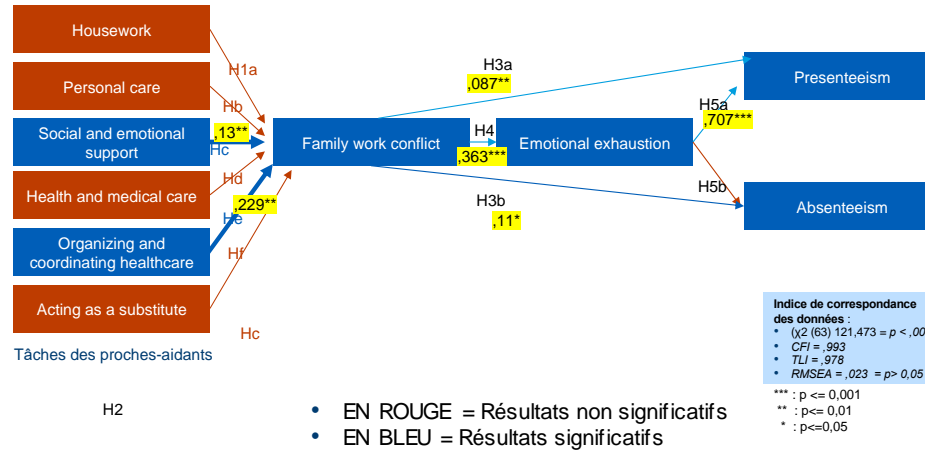 Housework
H1a
Personal care
Hb
Social and emotional
support
,13**
Hc
Health and medical care
Hd
,229**
He
Organizing and
coordinating healthcare
Hf
Acting as a substitute
Hc
Tâches des proches-aidants
H2
Family work conflict
H3a
,087**
H4
,363***
Emotional exhaustion
H3b
,11*
H5a
,707***
H5b
Presenteeism
Absenteeism
Indice de correspondance
des données :
• (χ2 (63) 121,473 = p < ,00
• CFI = ,993
• TLI = ,978
• RMSEA = ,023 = p> 0,05
*** : p <= 0,001
** : p<= 0,01
* : p<=0,05
• EN ROUGE = Résultats non significatifs
• EN BLEU = Résultats significatifs